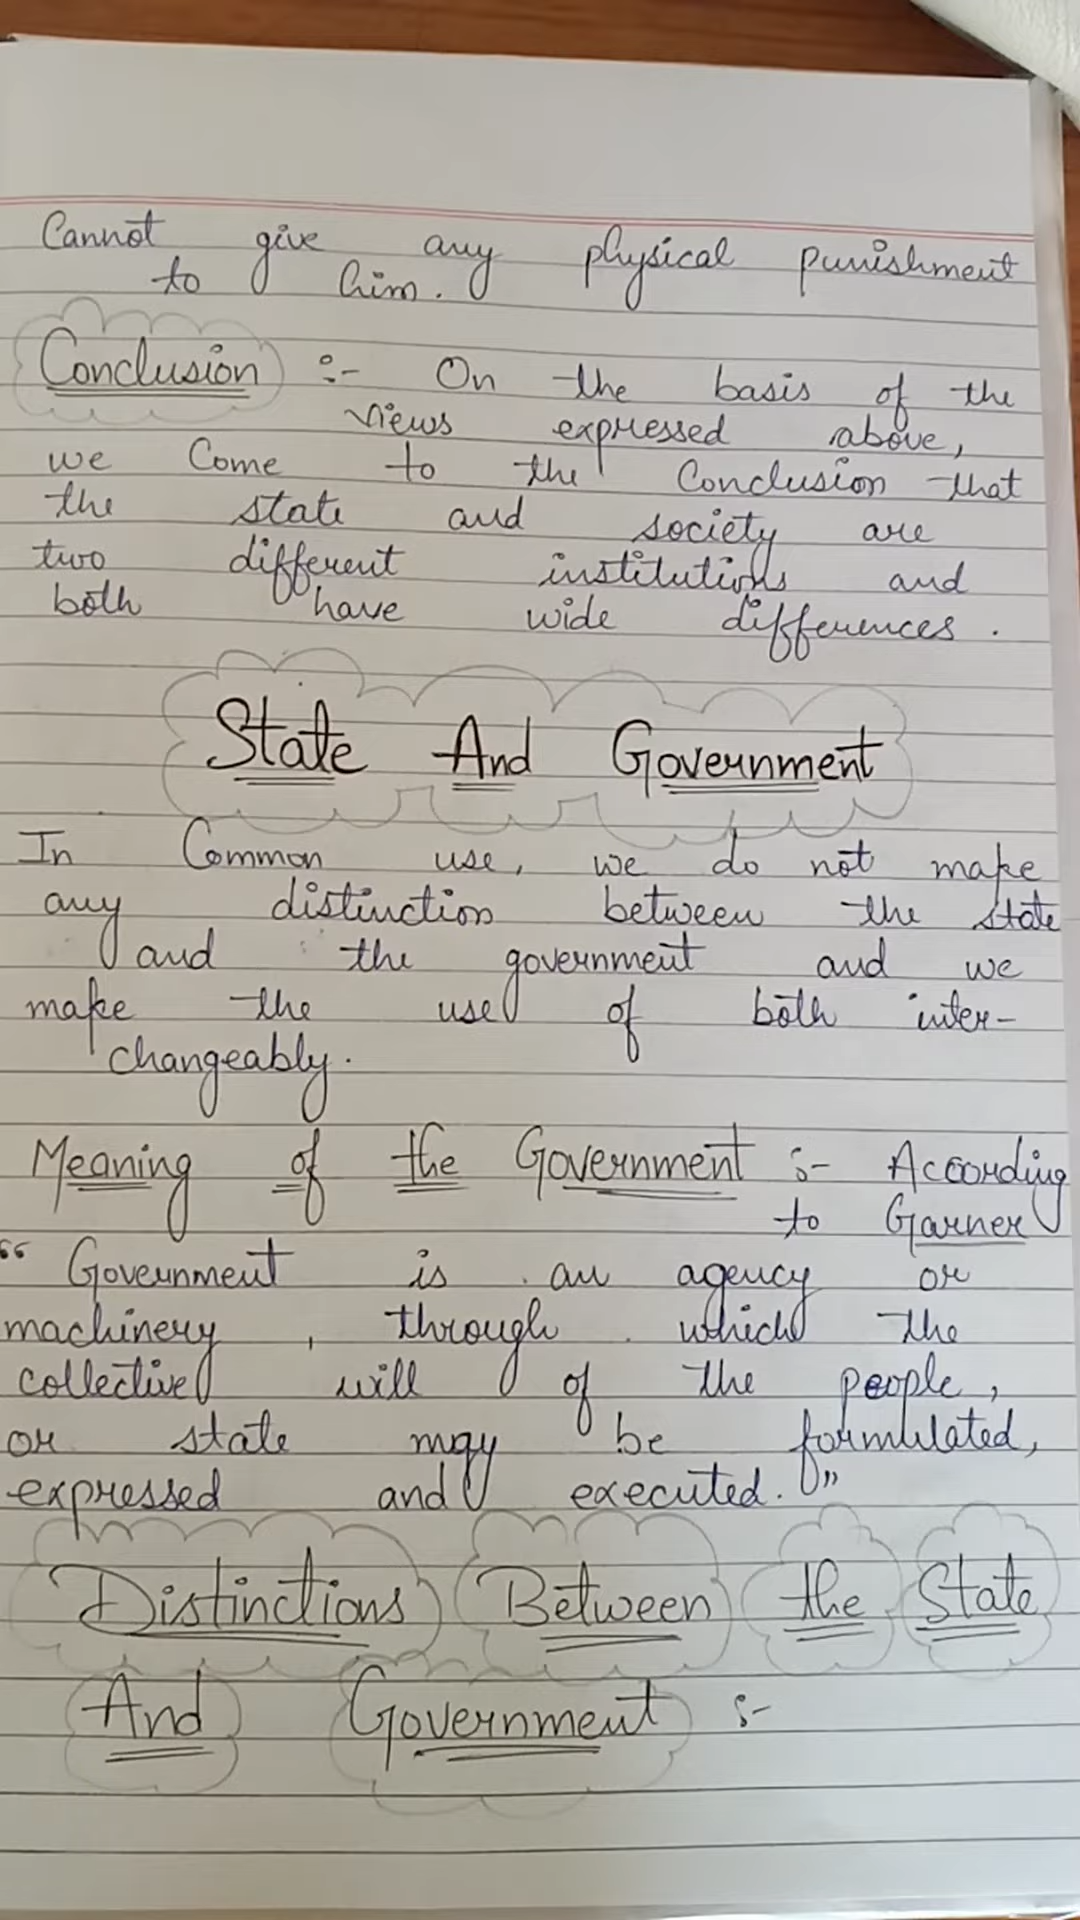 Cannot give any physical punishment
to him.
Conclusion :- On the basis of the
views expressed above,
we come to the conclusion that
the state and society are
two different institutions and
both have wide differences.
State And Government
In Common use, we do not make
any distinction between the state
and the government and we
make the use of both inter-
changeably.
Meaning of the Government :- According
to Garner
“ Government is an agency or
machinery, through which the
collective will of the people,
or state may be formulated,
expressed and executed.”
Distinctions Between the State
And Government :-